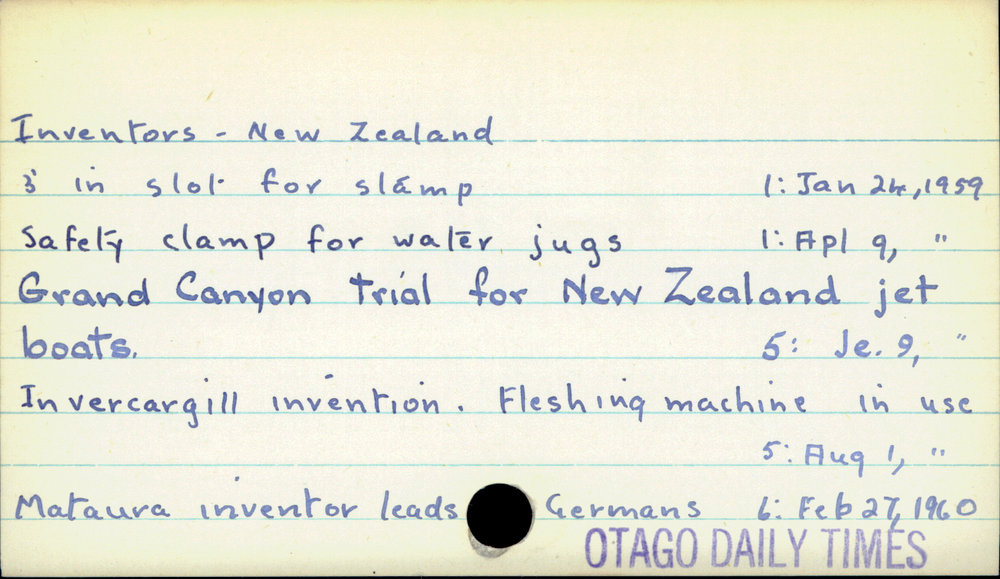 Inventors - New Zealand
3' in slot for stamp 1: Jan 24, 1959
Safety clamp for water jugs 1: Apl 9, "
Grand Canyon trial for New Zealand jet
boats. 5: Je. 9, "
Invercargill invention. Fleshing machine in use
5: Aug 1, "
Mataura inventor leads Germans 6: Feb 27, 1960
OTAGO DAILY TIMES